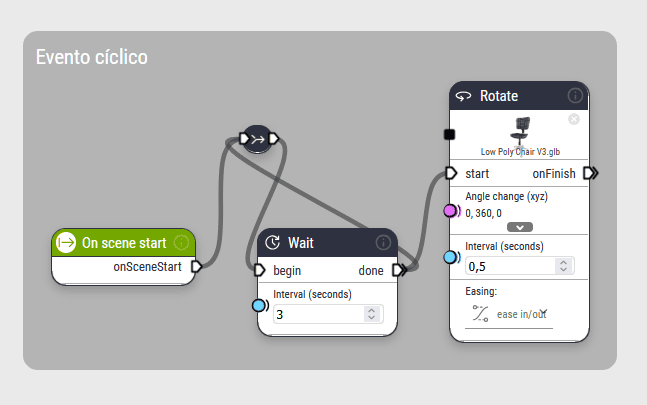 Evento cíclico
Rotate
Low Poly Chair V3.glb
start onFinish
Angle change (xyz)
0, 360, 0
On scene start
onSceneStart
Wait
begin done
Interval (seconds)
3
Interval (seconds)
0,5
Easing:
ease in/out